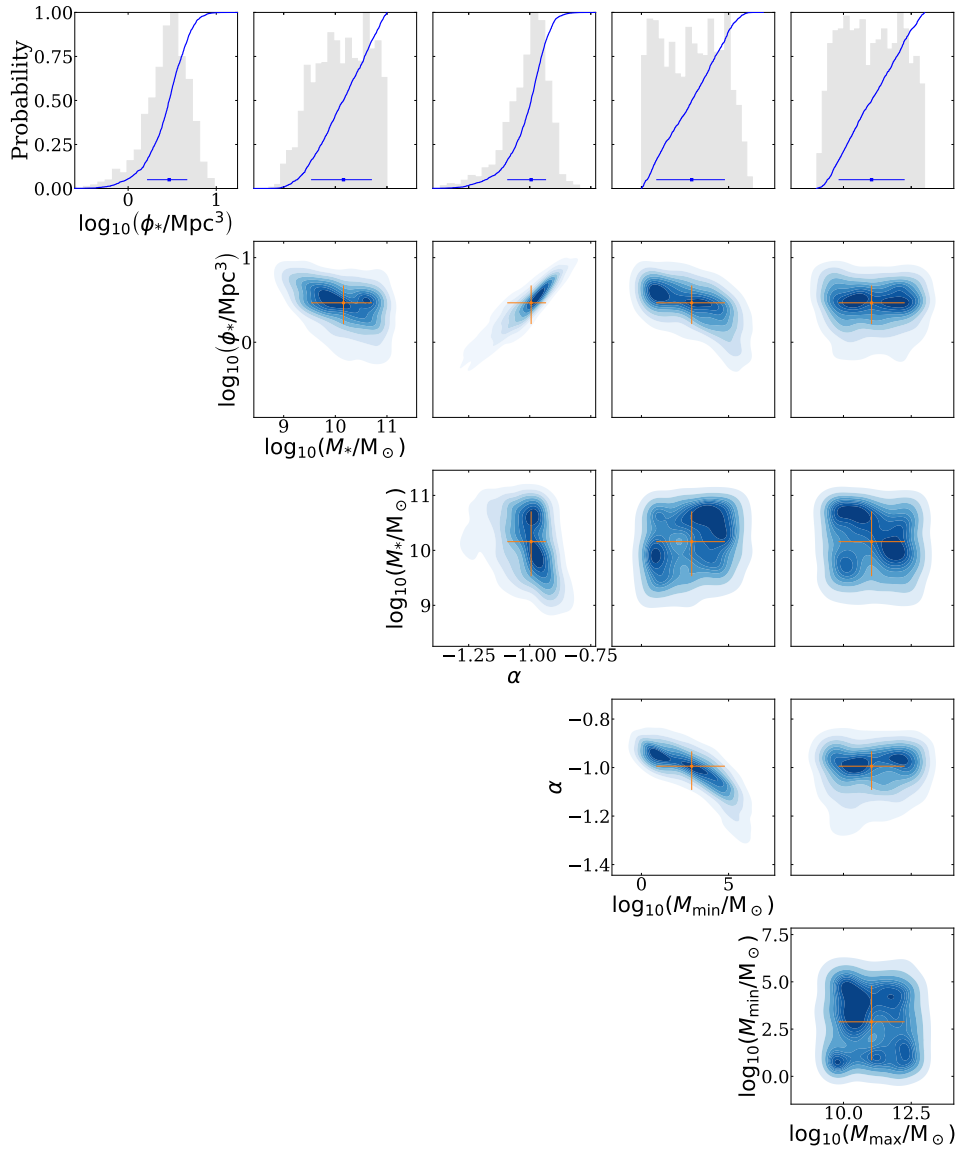 1.00
0.75
0.50
0.25
0.00
Probability
0 1
log₁₀(ϕ∗/Mpc³)
log₁₀(ϕ∗/Mpc³)
1
0
9 10 11
log₁₀(M∗/M⊙)
log₁₀(M∗/M⊙)
11
10
9
−1.25 −1.00 −0.75
α
α
−0.8
−1.0
−1.2
−1.4
0 5
log₁₀(Mmin/M⊙)
log₁₀(Mmin/M⊙)
7.5
5.0
2.5
0.0
10.0 12.5
log₁₀(Mmax/M⊙)